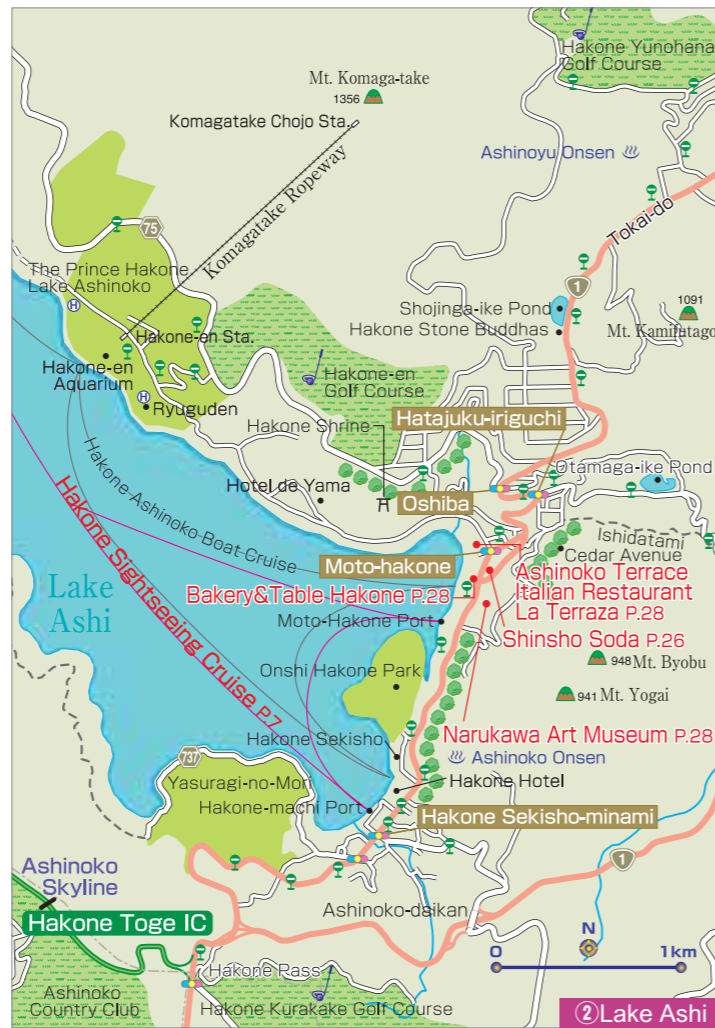 Hakone Yunohana
Golf Course
Mt. Komaga-take
1356
Komagatake Chojo Sta.
Ashinoyu Onsen
Komagatake Ropeway
75
Tokai-do
1
The Prince Hakone
Lake Ashinoko
H
Shojinga-ike Pond
Hakone Stone Buddhas
1091
Mt. Kamifutago
Hakone-en Sta.
Hakone-en
Aquarium
H
Ryuguden
Hakone-en
Golf Course
Hakone Shrine
Hatajuku-iriguchi
Hotel de Yama
Oshiba
Otamaga-ike Pond
Hakone-Ashinoko Boat Cruise
Ishidatami
Cedar Avenue
Moto-hakone
Ashinoko Terrace
Italian Restaurant
La Terraza P.28
Bakery&Table Hakone P.28
Lake
Ashi
Hakone Sightseeing Cruise P.7
Moto-Hakone Port
Shinsho Soda P.26
948 Mt. Byobu
Onshi Hakone Park
941 Mt. Yogai
Narukawa Art Museum P.28
Hakone Sekisho
Ashinoko Onsen
737
Yasuragi-no-Mori
Hakone Hotel
Hakone-machi Port
Hakone Sekisho-minami
1
Ashinoko
Skyline
Hakone Toge IC
Ashinoko-daikan
N
0 1km
Hakone Pass
Ashinoko
Country Club
Hakone Kurakake Golf Course
②Lake Ashi